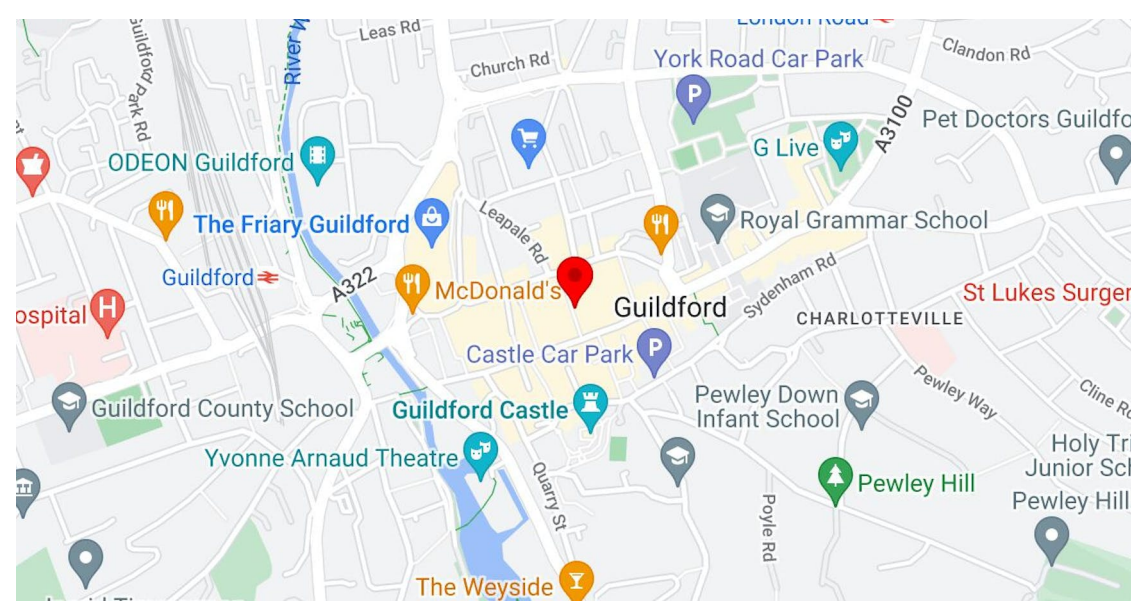 London Road
Leas Rd
Guildford Park Rd
River W
Church Rd
York Road Car Park
Clandon Rd
A3100
Pet Doctors Guildfo
P
G Live
ODEON Guildford
The Friary Guildford
Leapale Rd
Royal Grammar School
Guildford
A322
McDonald's
Guildford
Sydenham Rd
St Lukes Surger
ospital
H
CHARLOTTEVILLE
Castle Car Park
P
Guildford County School
Guildford Castle
Pewley Down
Infant School
Pewley Way
Cline Ro
Yvonne Arnaud Theatre
Quarry St
Holy Tri
Junior Sch
Pewley Hill
Pewley Hill
Poyle Rd
The Weyside